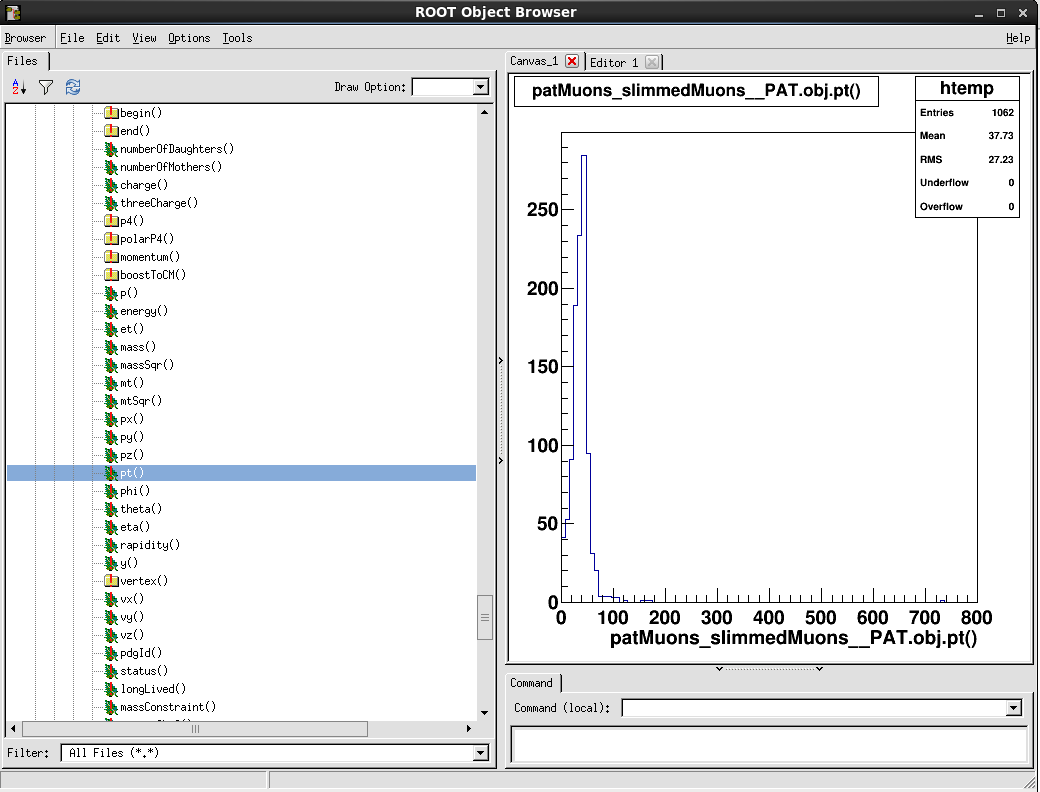 ROOT Object Browser
Browser File Edit View Options Tools Help
Files
Draw Option:
begin()
end()
numberOfDaughters()
numberOfMothers()
charge()
threeCharge()
p4()
polarP4()
momentum()
boostToCM()
p()
energy()
et()
mass()
massSqr()
mt()
mtSqr()
px()
py()
pz()
pt()
phi()
theta()
eta()
rapidity()
y()
vertex()
vx()
vy()
vz()
pdgId()
status()
longLived()
massConstraint()
Filter: All Files (*.*)
Canvas_1 Editor 1
patMuons_slimmedMuons__PAT.obj.pt()
htemp
Entries 1062
Mean 37.73
RMS 27.23
Underflow 0
Overflow 0
250
200
150
100
50
0
0 100 200 300 400 500 600 700 800
patMuons_slimmedMuons__PAT.obj.pt()
Command
Command (local):